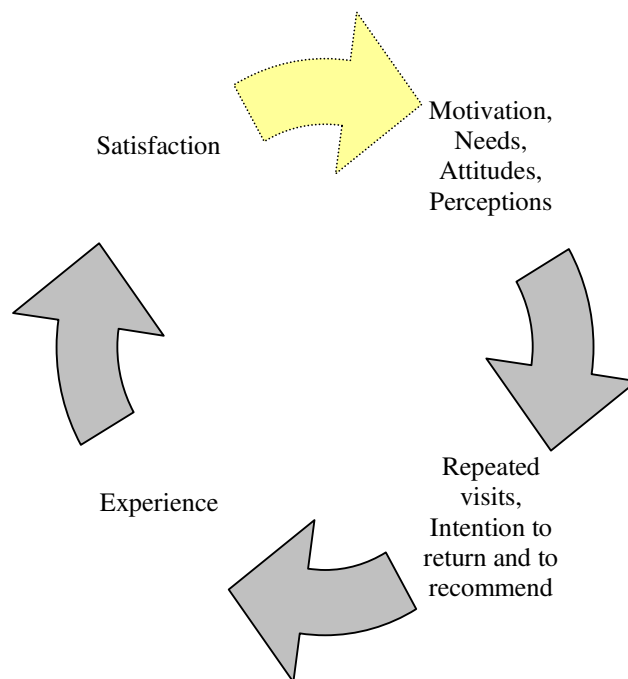 Satisfaction
Motivation,
Needs,
Attitudes,
Perceptions
Repeated
visits,
Intention to
return and to
recommend
Experience